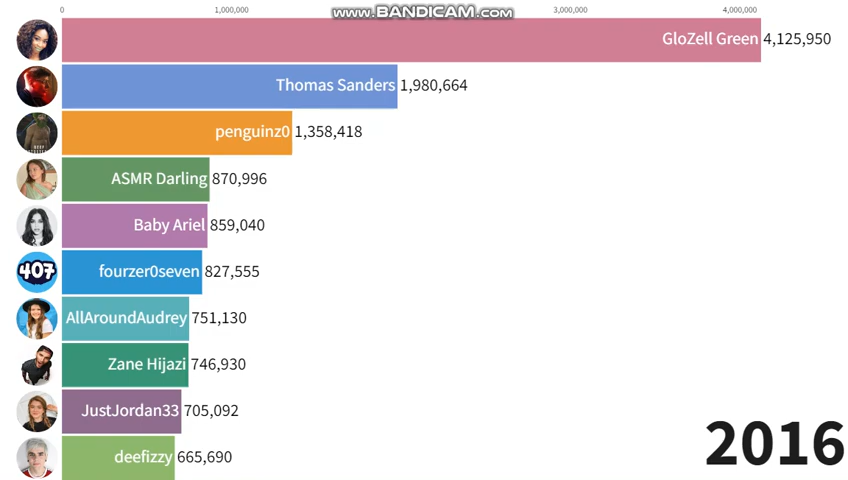 0 1,000,000 3,000,000 4,000,000
www.BANDICAM.com
GloZell Green 4,125,950
Thomas Sanders 1,980,664
penguinz0 1,358,418
ASMR Darling 870,996
Baby Ariel 859,040
407 fourzer0seven 827,555
AllAroundAudrey 751,130
Zane Hijazi 746,930
JustJordan33 705,092
deefizzy 665,690
2016